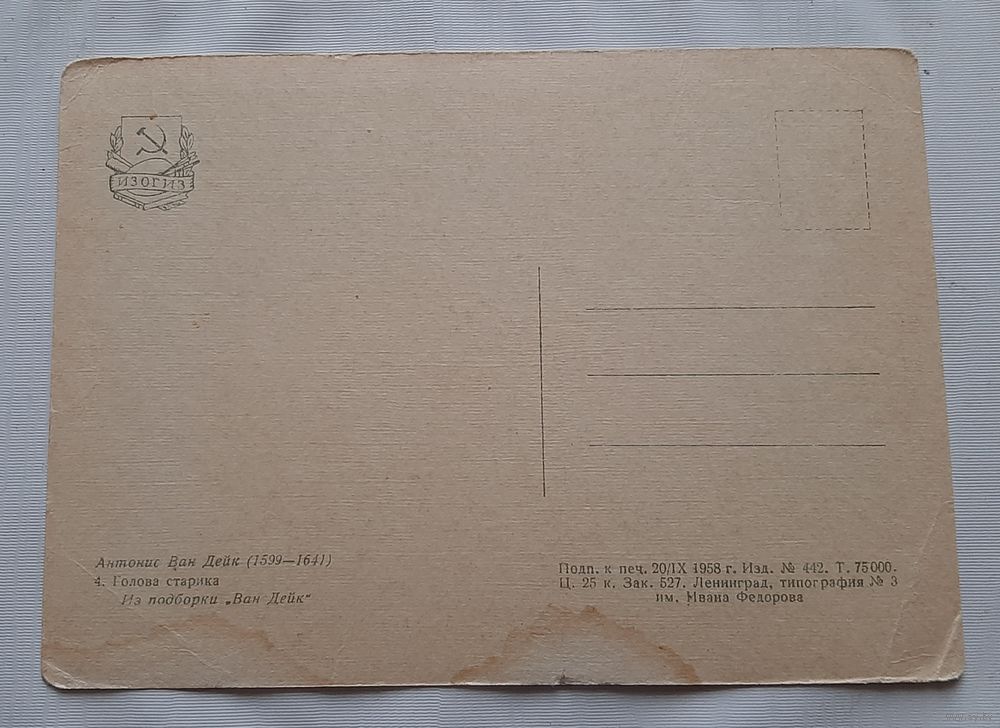 ИЗОГИЗ
Антонис Ван Дейк (1599—1641)
4. Голова старика
Из подборки „Ван Дейк"
Подп. к печ. 20/IX 1958 г. Изд. № 442. Т. 75000.
Ц. 25 к. Зак. 527. Ленинград, типография № 3
им. Ивана Федорова